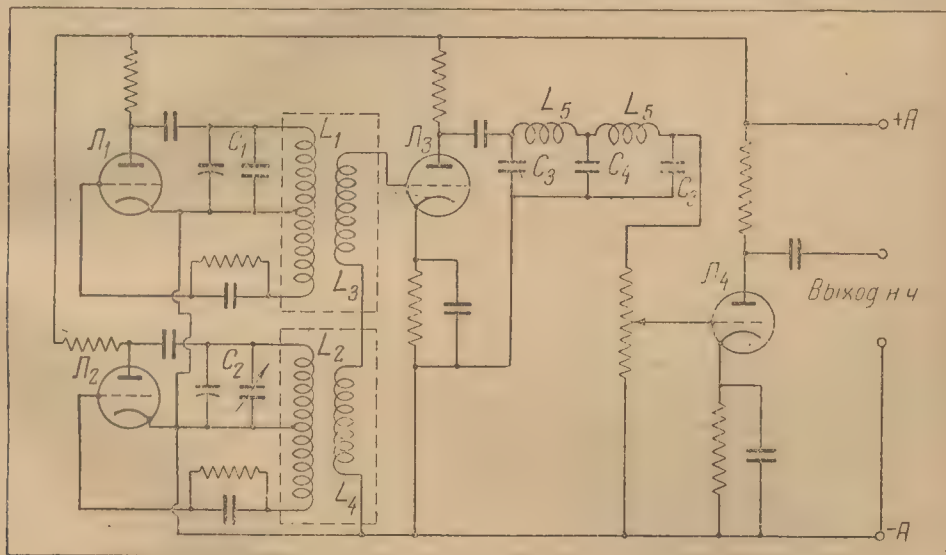 Л₁
C₁
L₁
L₃
Л₂
C₂
L₂
L₄
Л₃
L₅
L₅
C₃
C₄
C₃
Л₄
+А
Выход н ч
-А